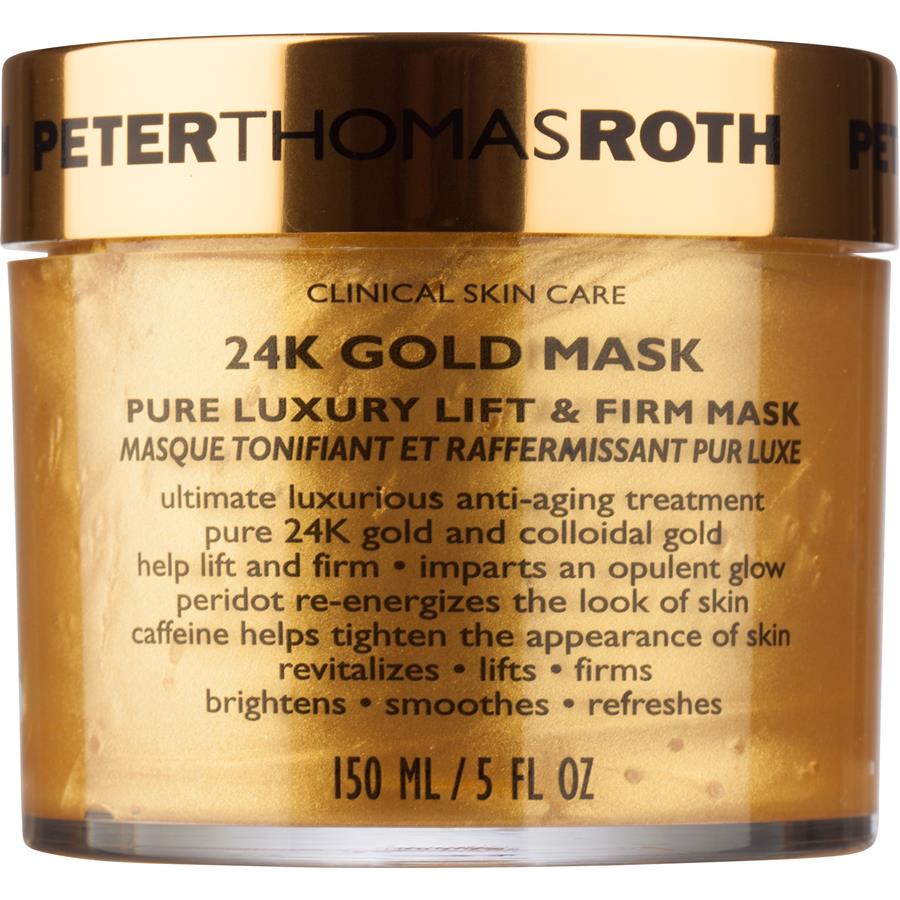 PETERTHOMASROTH
CLINICAL SKIN CARE
24K GOLD MASK
PURE LUXURY LIFT & FIRM MASK
MASQUE TONIFIANT ET RAFFERMISSANT PUR LUXE
ultimate luxurious anti-aging treatment
pure 24K gold and colloidal gold
help lift and firm • imparts an opulent glow
peridot re-energizes the look of skin
caffeine helps tighten the appearance of skin
revitalizes • lifts • firms
brightens • smoothes • refreshes
150 ML / 5 FL OZ